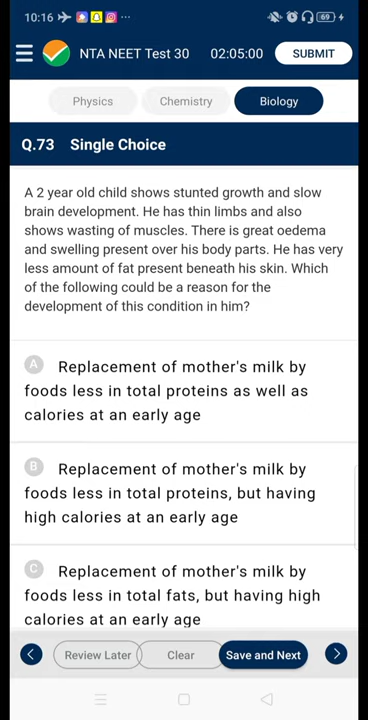 10:16
69
NTA NEET Test 30 02:05:00 SUBMIT
Physics Chemistry Biology
Q.73 Single Choice
A 2 year old child shows stunted growth and slow
brain development. He has thin limbs and also
shows wasting of muscles. There is great oedema
and swelling present over his body parts. He has very
less amount of fat present beneath his skin. Which
of the following could be a reason for the
development of this condition in him?
A Replacement of mother's milk by
foods less in total proteins as well as
calories at an early age
B Replacement of mother's milk by
foods less in total proteins, but having
high calories at an early age
C Replacement of mother's milk by
foods less in total fats, but having high
calories at an early age
Review Later Clear Save and Next